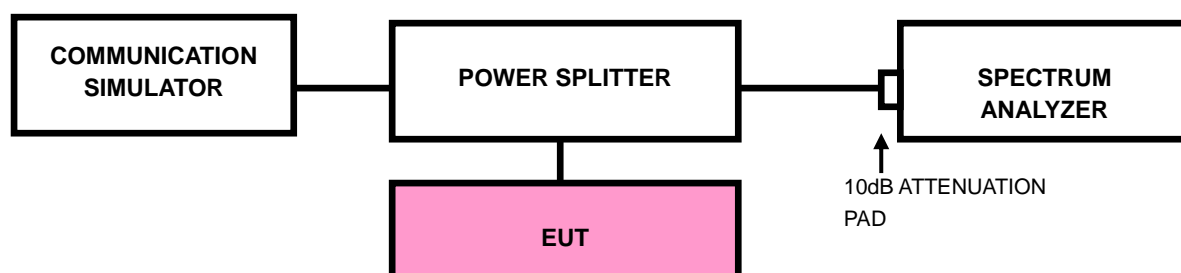 COMMUNICATION
SIMULATOR
POWER SPLITTER
SPECTRUM
ANALYZER
10dB ATTENUATION
PAD
EUT